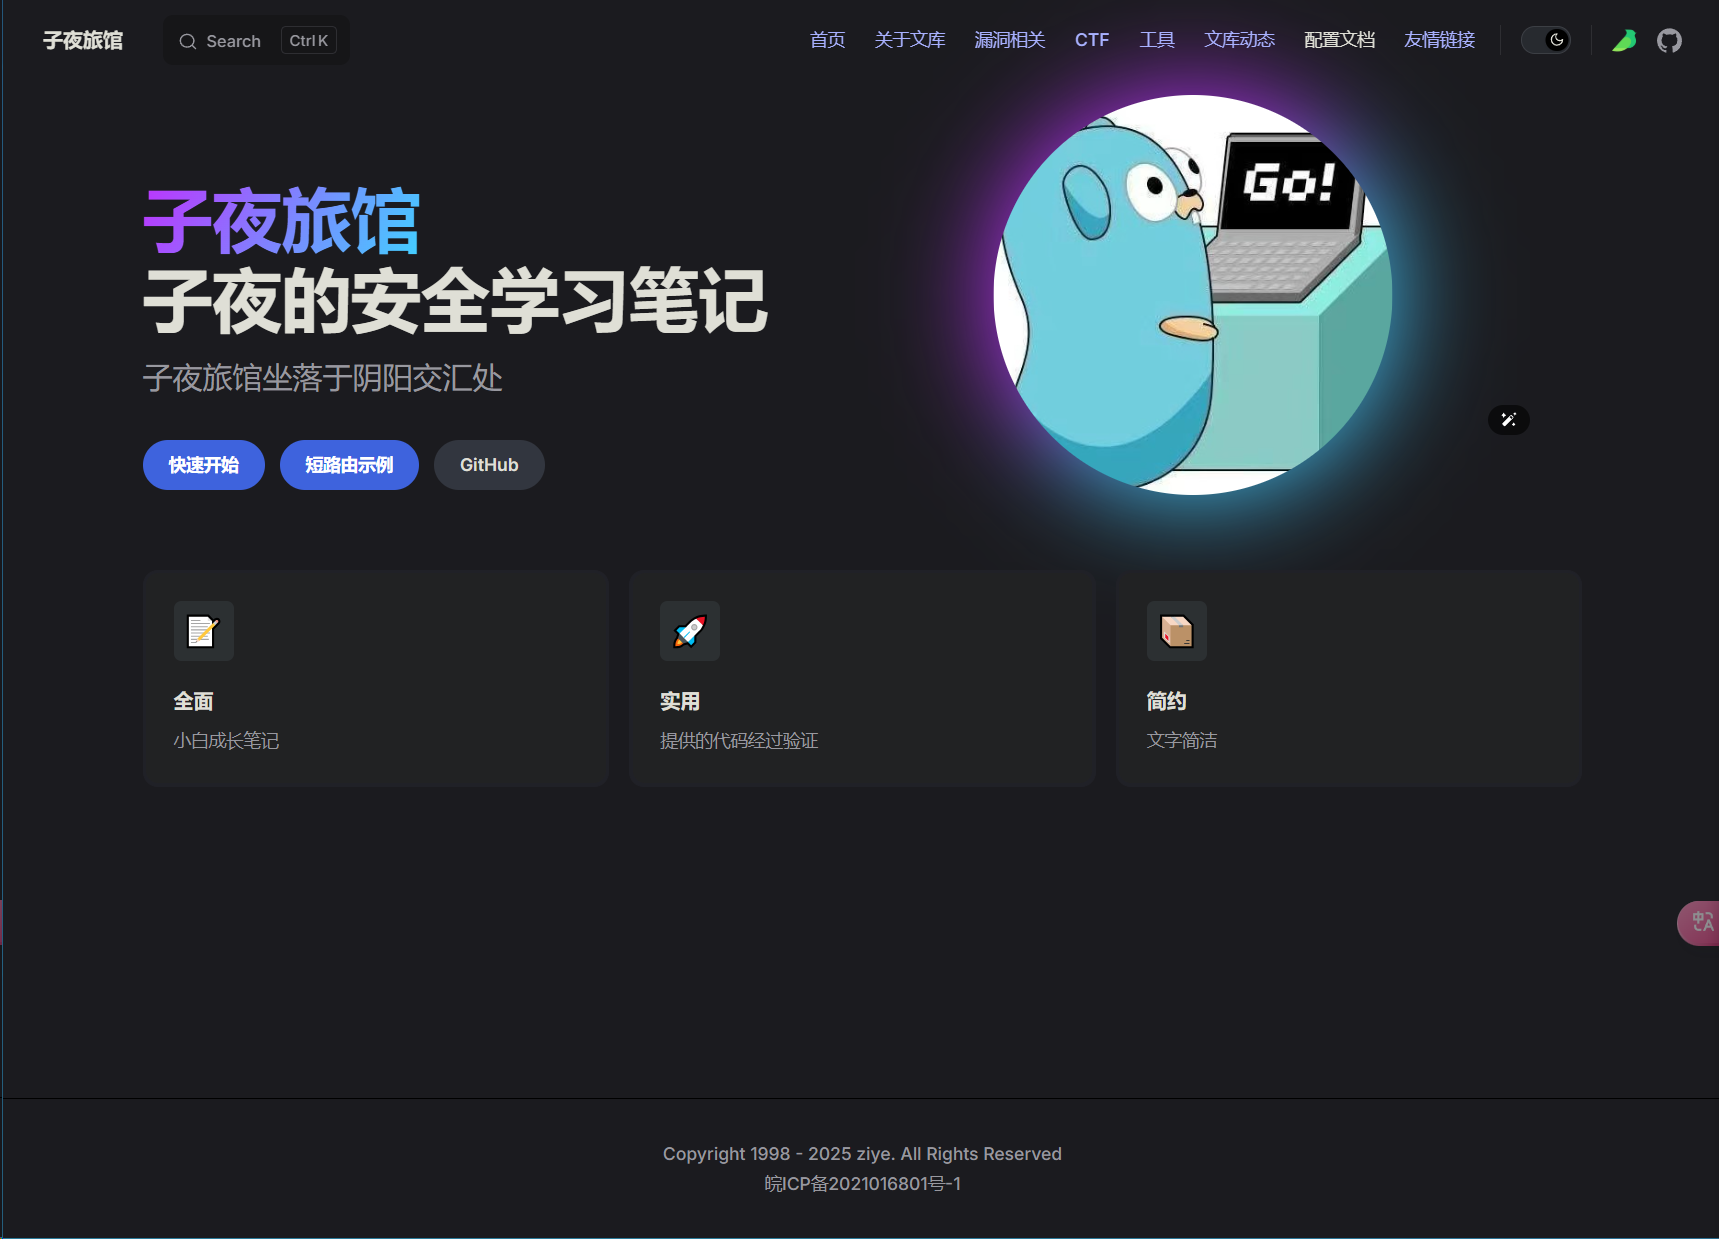 子夜旅馆
Search Ctrl K
首页 关于文库 漏洞相关 CTF 工具 文库动态 配置文档 友情链接
Go!
子夜旅馆
子夜的安全学习笔记
子夜旅馆坐落于阴阳交汇处
快速开始 短路由示例 GitHub
全面
小白成长笔记
实用
提供的代码经过验证
简约
文字简洁
中 A
Copyright 1998 - 2025 ziye. All Rights Reserved
皖ICP备2021016801号-1